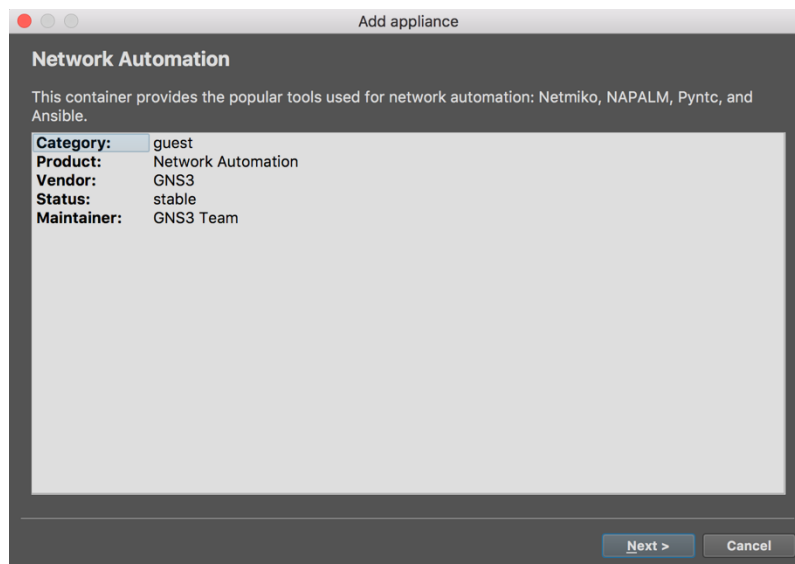 Add appliance
Network Automation
This container provides the popular tools used for network automation: Netmiko, NAPALM, Pyntc, and
Ansible.
Category: guest
Product: Network Automation
Vendor: GNS3
Status: stable
Maintainer: GNS3 Team
Next > Cancel